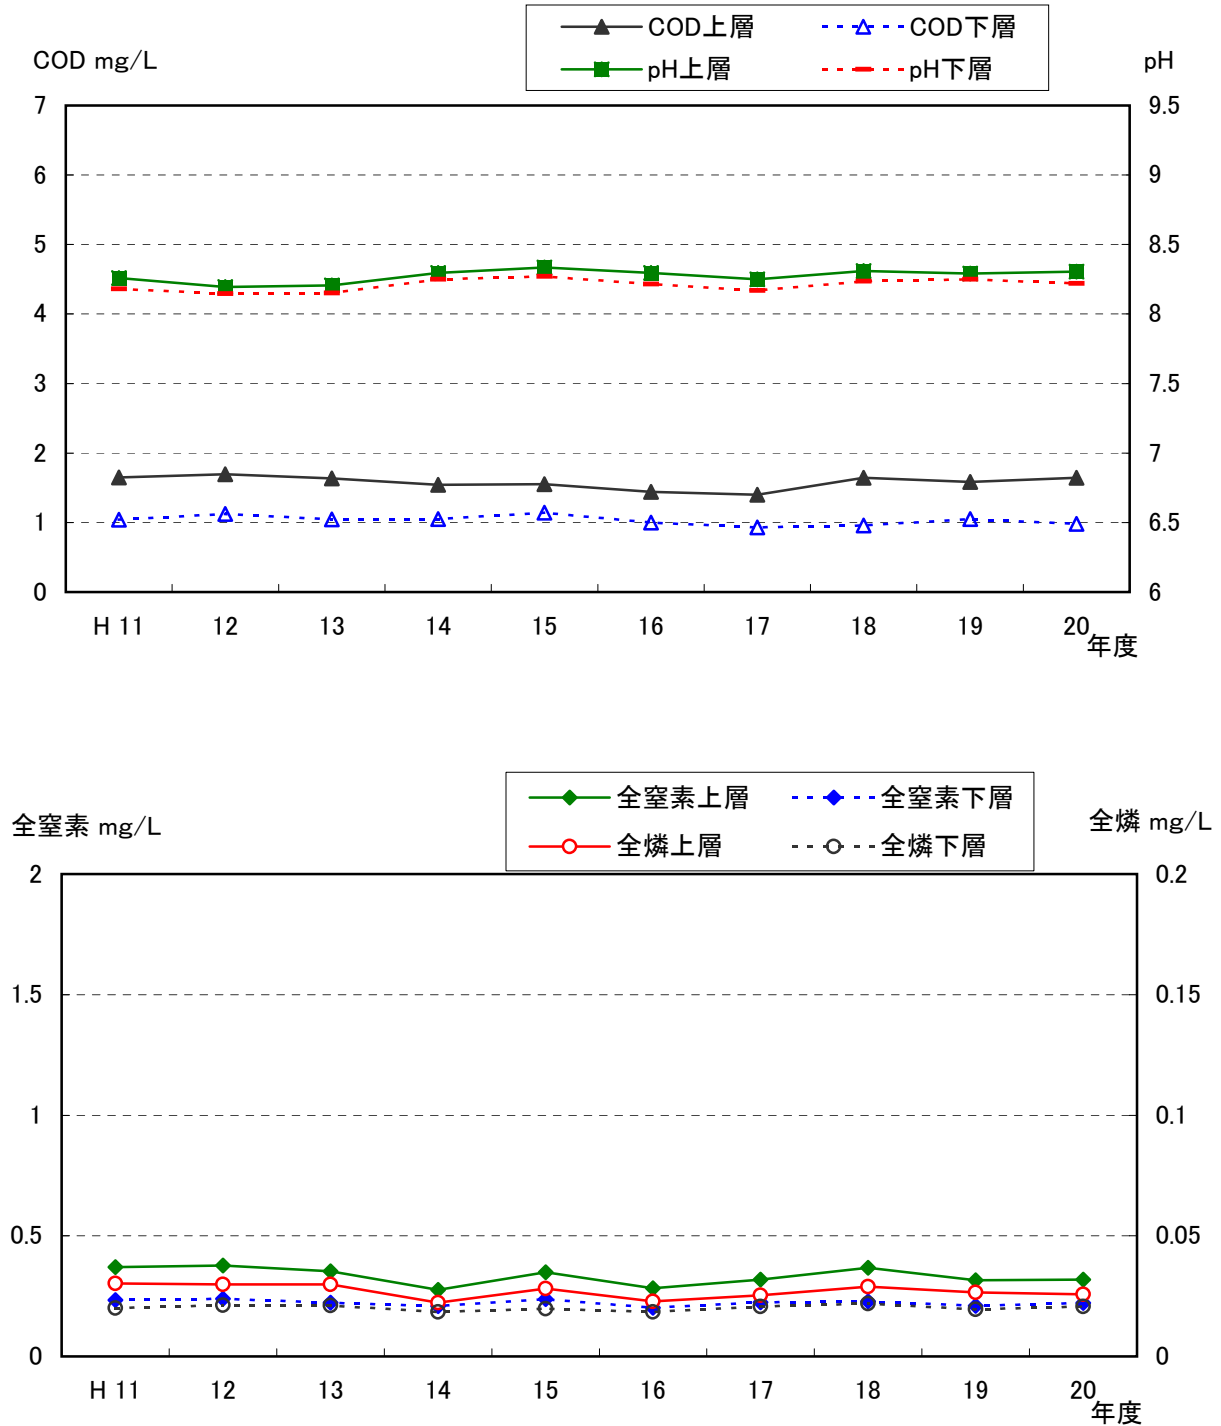 COD上層 COD下層
pH上層 pH下層
COD mg/L pH
7 9.5
6 9
5 8.5
4 8
3 7.5
2 7
1 6.5
0 6
H 11 12 13 14 15 16 17 18 19 20
年度
全窒素上層 全窒素下層
全燐上層 全燐下層
全窒素 mg/L 全燐 mg/L
2 0.2
1.5 0.15
1 0.1
0.5 0.05
0 0
H 11 12 13 14 15 16 17 18 19 20
年度